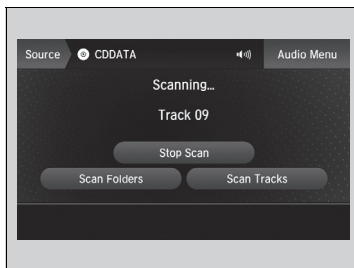 Source CDDATA Audio Menu
Scanning...
Track 09
Stop Scan
Scan Folders Scan Tracks